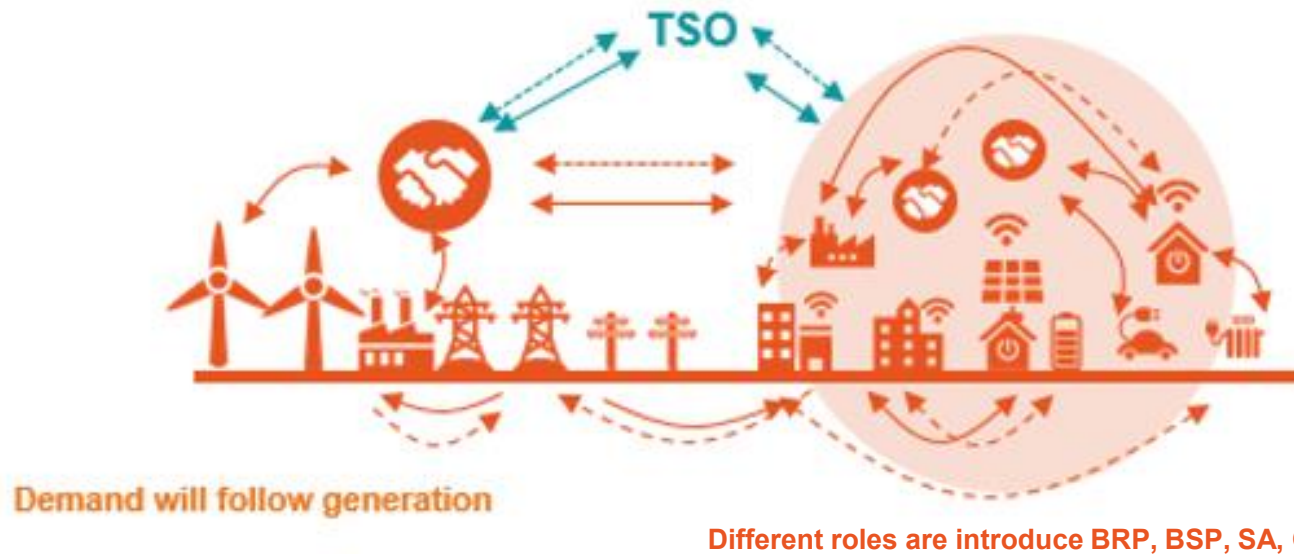 TSO
Demand will follow generation
Different roles are introduce BRP, BSP, SA,